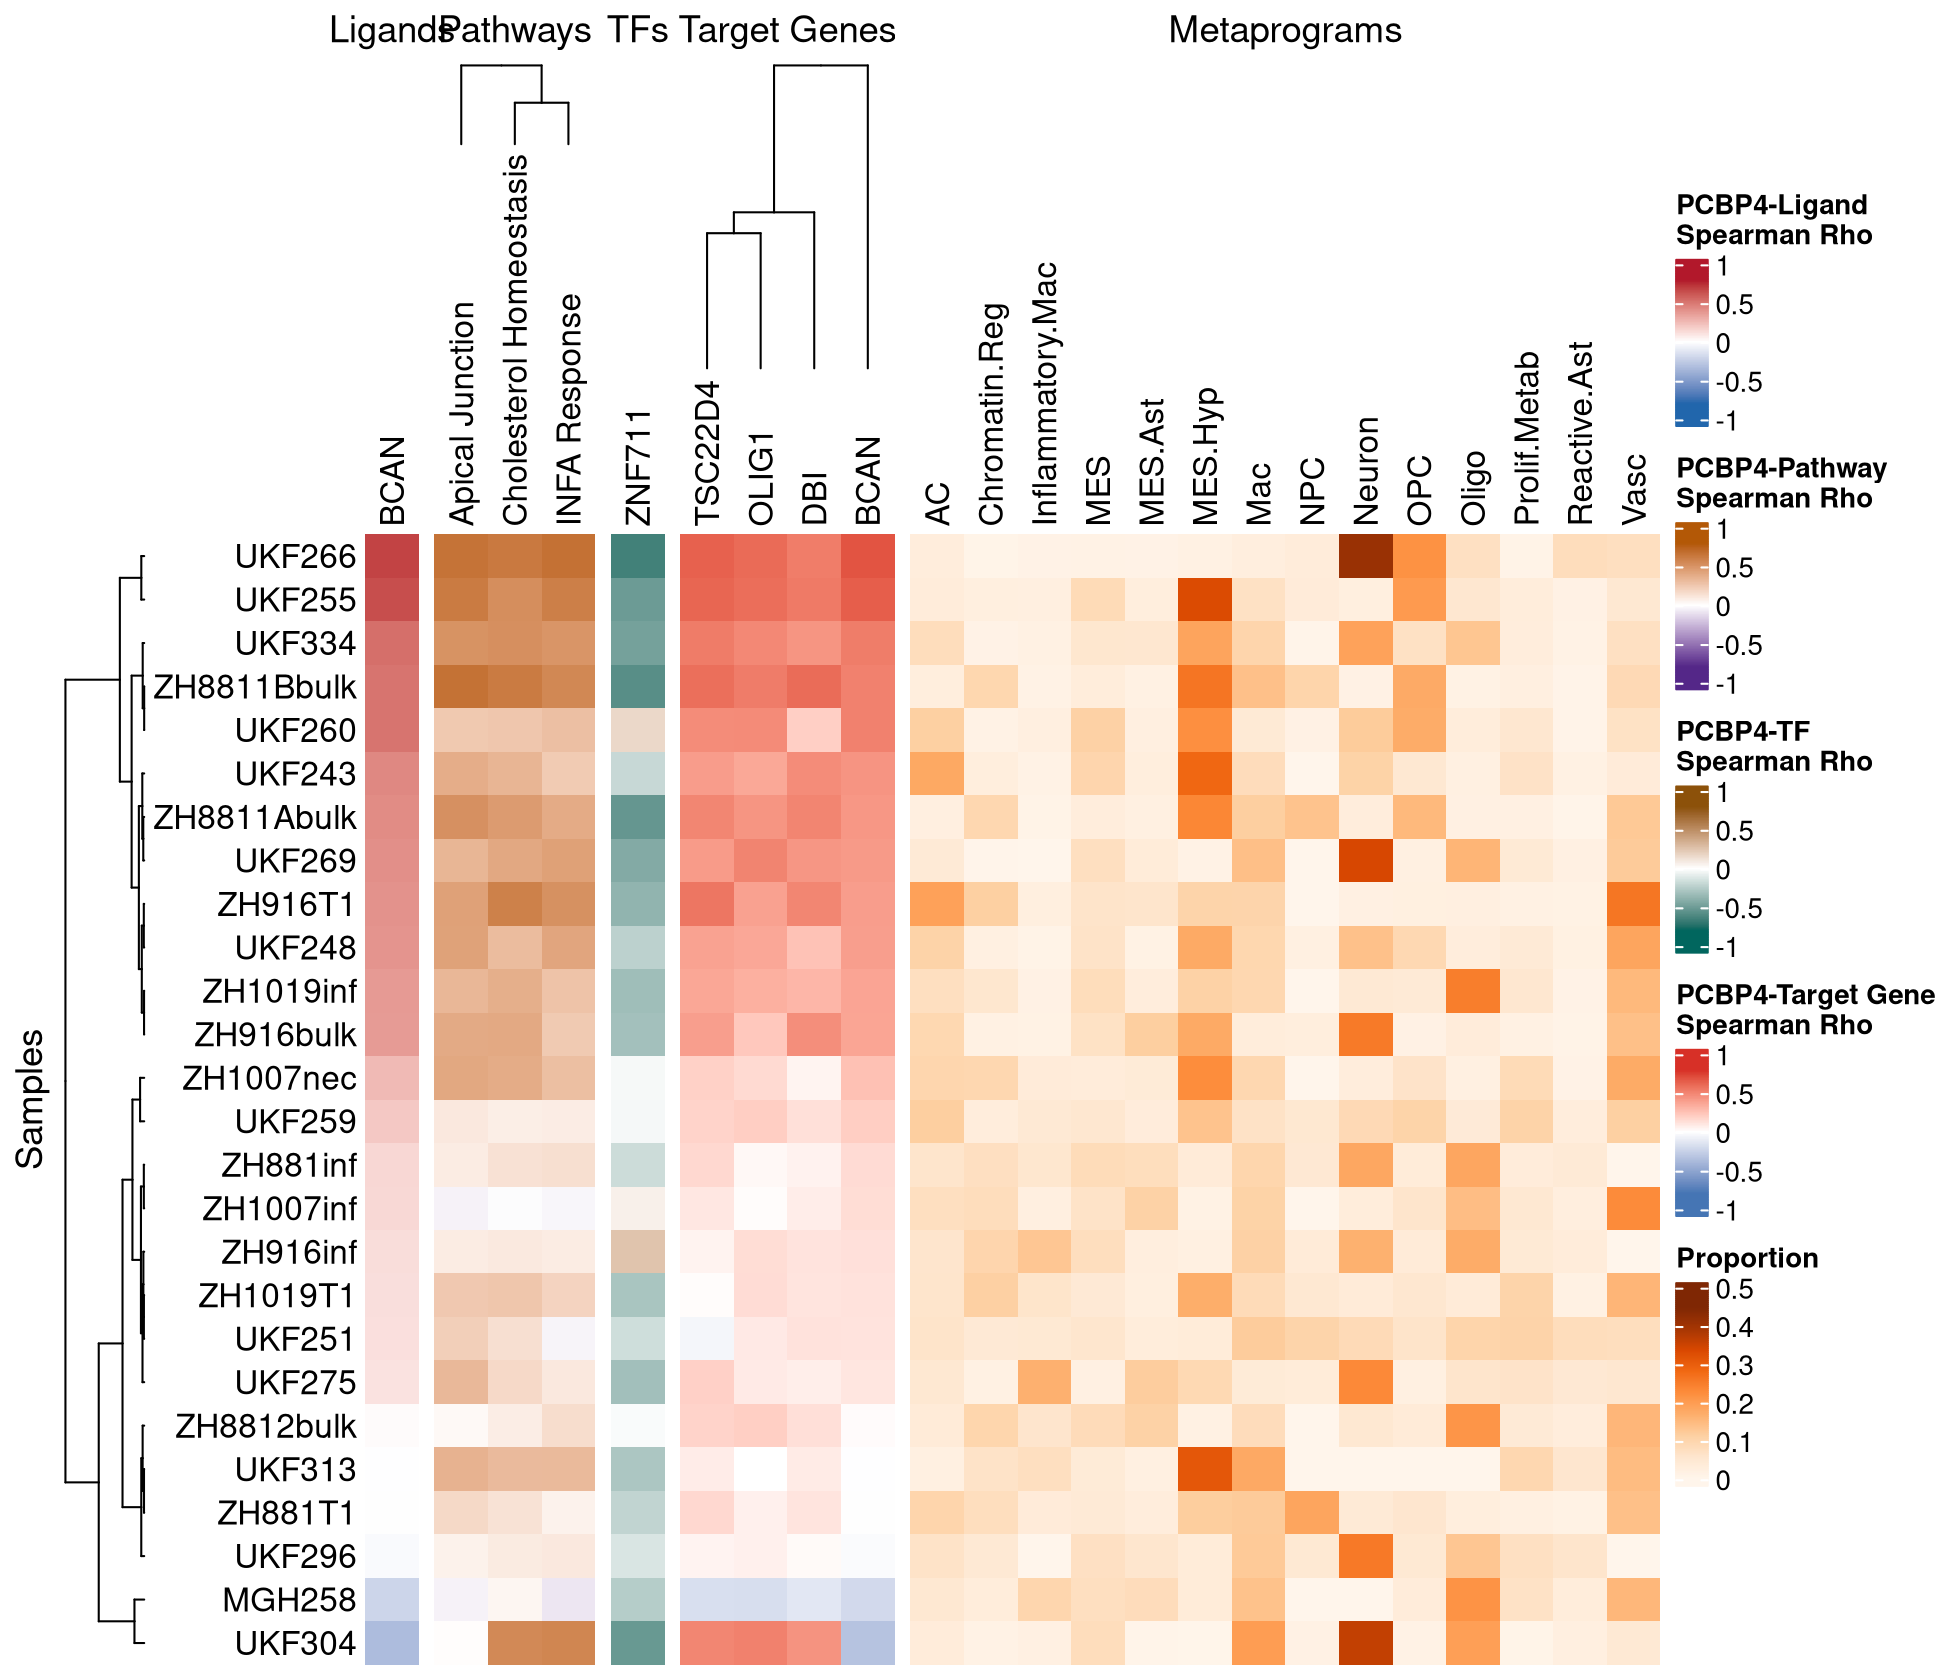 Ligands Pathways TFs Target Genes Metaprograms
BCAN
Apical Junction
Cholesterol Homeostasis
INFA Response
ZNF711
TSC22D4
OLIG1
DBI
BCAN
AC
Chromatin.Reg
Inflammatory.Mac
MES
MES.Ast
MES.Hyp
Mac
NPC
Neuron
OPC
Oligo
Prolif.Metab
Reactive.Ast
Vasc
Samples
UKF266
UKF255
UKF334
ZH8811Bbulk
UKF260
UKF243
ZH8811Abulk
UKF269
ZH916T1
UKF248
ZH1019inf
ZH916bulk
ZH1007nec
UKF259
ZH881inf
ZH1007inf
ZH916inf
ZH1019T1
UKF251
UKF275
ZH8812bulk
UKF313
ZH881T1
UKF296
MGH258
UKF304
PCBP4-Ligand
Spearman Rho
1
0.5
0
-0.5
-1
PCBP4-Pathway
Spearman Rho
1
0.5
0
-0.5
-1
PCBP4-TF
Spearman Rho
1
0.5
0
-0.5
-1
PCBP4-Target Gene
Spearman Rho
1
0.5
0
-0.5
-1
Proportion
0.5
0.4
0.3
0.2
0.1
0